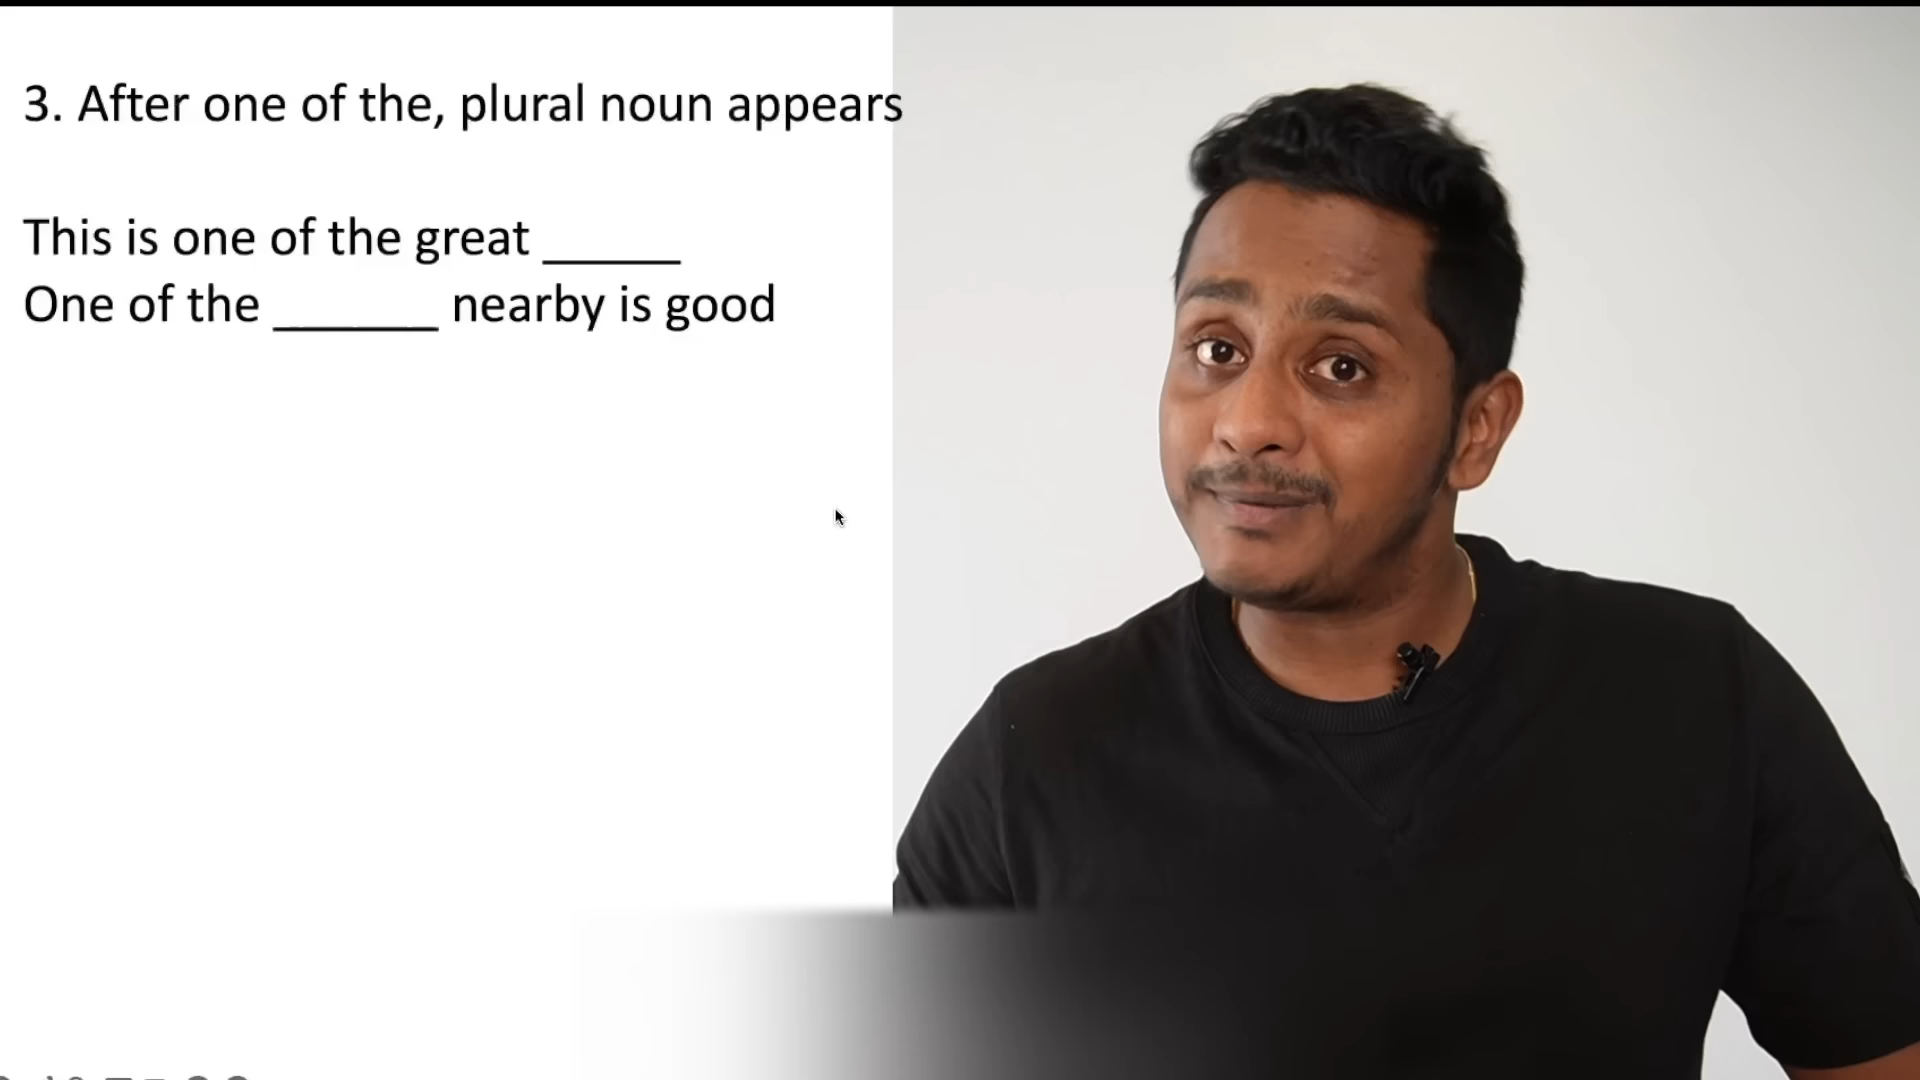 3. After one of the, plural noun appears
This is one of the great _____
One of the ______ nearby is good